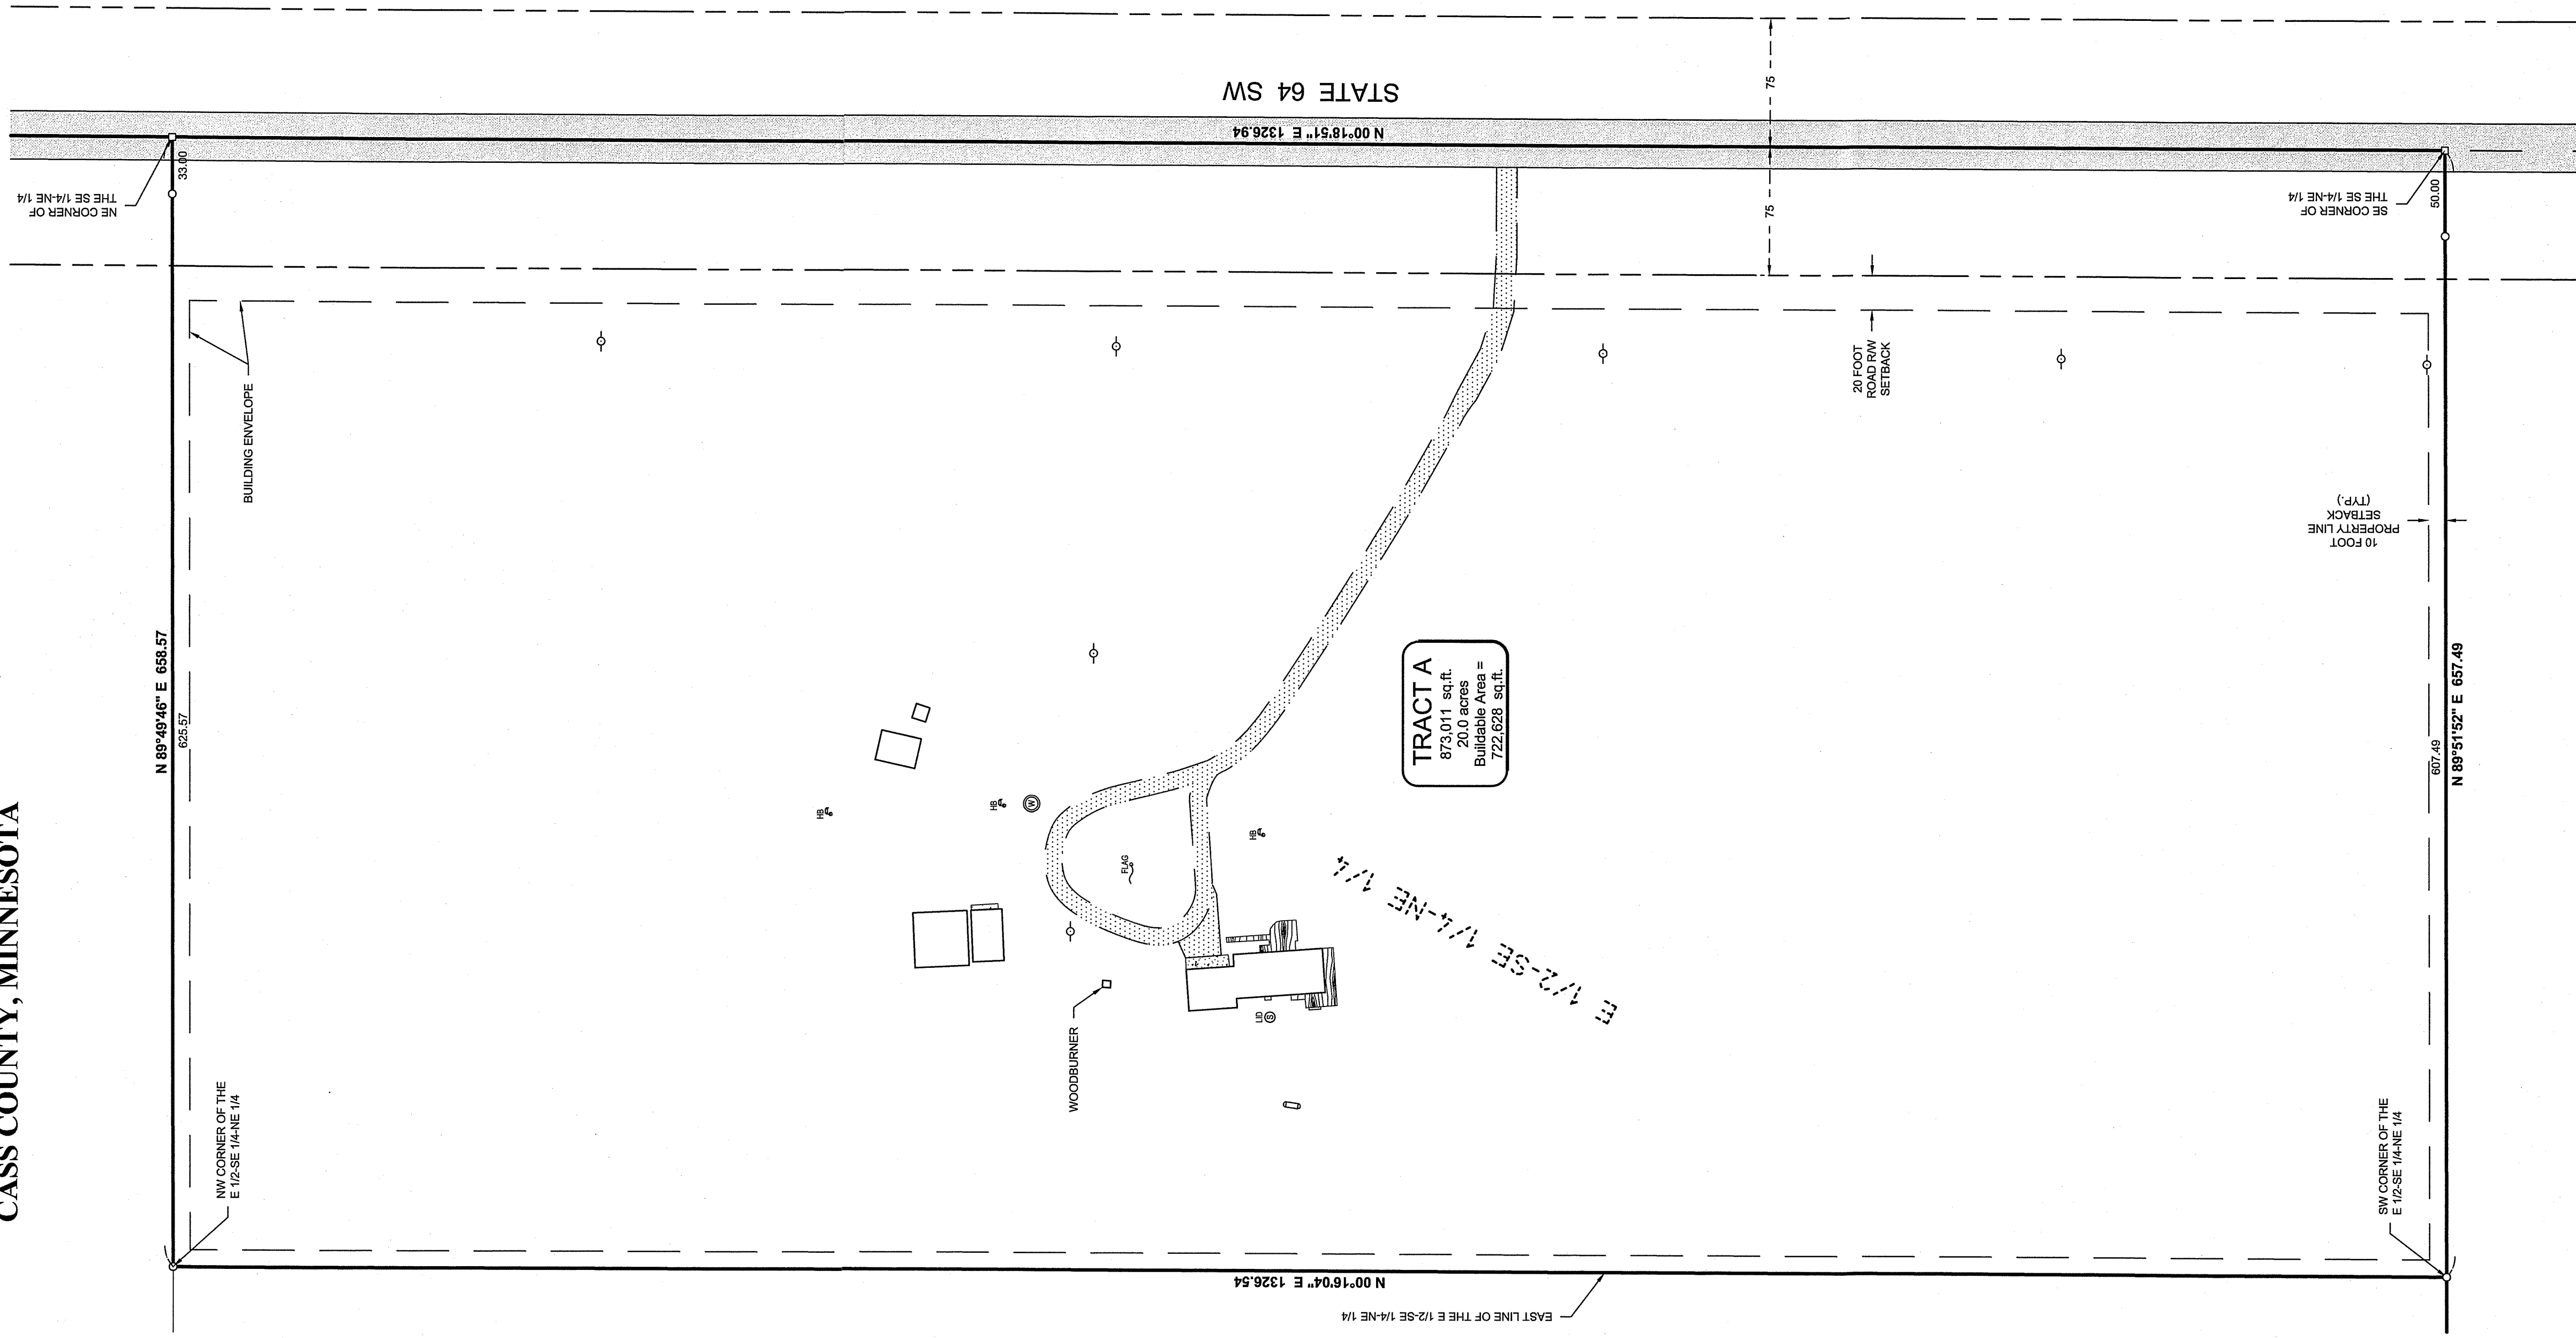 CASS COUNTY, MINNESOTA
STATE 64 SW
N 00°18'51" E 1326.94
75
75
33.00
NE CORNER OF
THE SE 1/4-NE 1/4
50.00
SE CORNER OF
THE SE 1/4-NE 1/4
BUILDING ENVELOPE
20 FOOT
ROAD R/W
SETBACK
10 FOOT
PROPERTY LINE
SETBACK
(TYP.)
N 89°49'46" E 658.57
625.57
TRACT A
873,011 sq.ft.
20.0 acres
Buildable Area =
722,628 sq.ft.
607.49
N 89°51'52" E 657.49
HB
HB
W
HB
FLAG
E 1/2-SE 1/4-NE 1/4
WOODBURNER
LID
S
NW CORNER OF THE
E 1/2-SE 1/4-NE 1/4
SW CORNER OF THE
E 1/2-SE 1/4-NE 1/4
N 00°16'04" E 1326.54
EAST LINE OF THE E 1/2-SE 1/4-NE 1/4